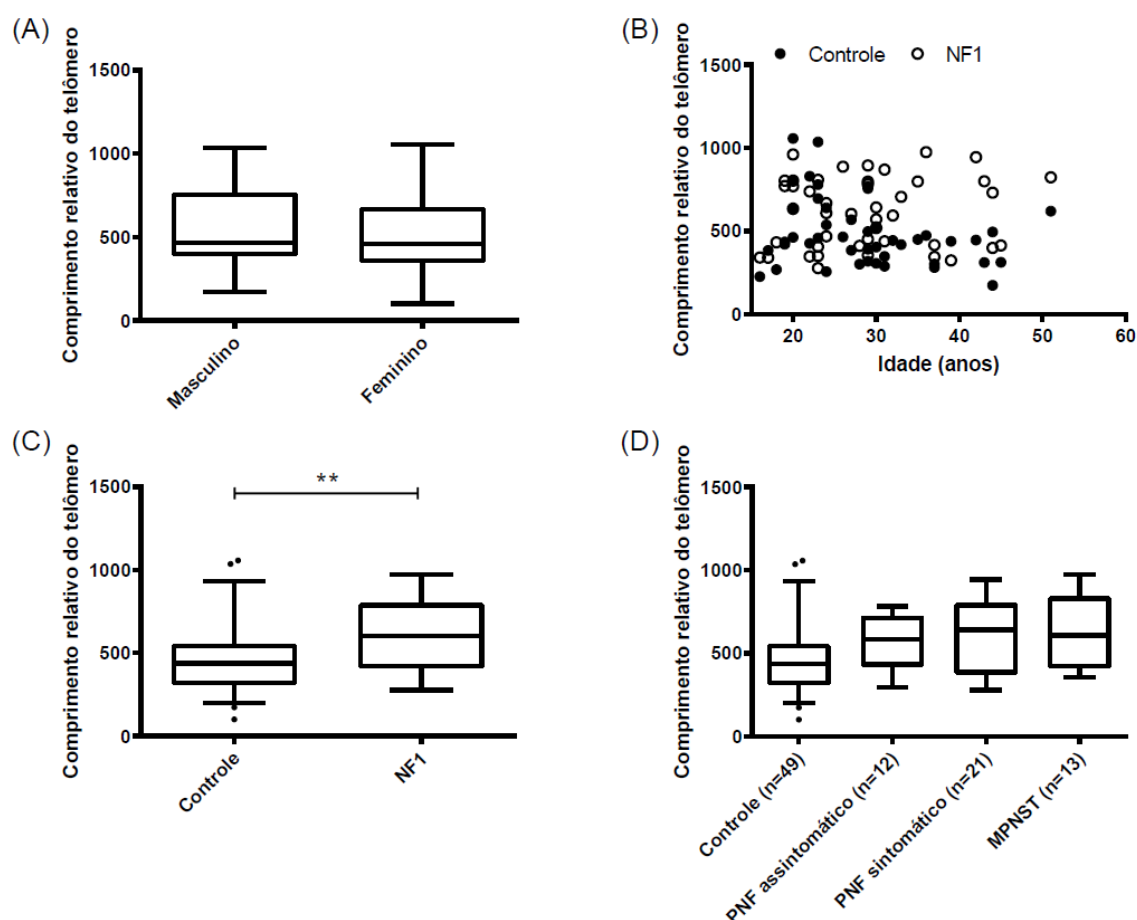 (A)
Comprimento relativo do telômero
1500
1000
500
0
Masculino
Feminino
(B)
Controle
NF1
Comprimento relativo do telômero
1500
1000
500
0
20
30
40
50
60
Idade (anos)
(C)
Comprimento relativo do telômero
1500
1000
500
0
**
Controle
NF1
(D)
Comprimento relativo do telômero
1500
1000
500
0
Controle (n=49)
PNF assintomático (n=12)
PNF sintomático (n=21)
MPNST (n=13)